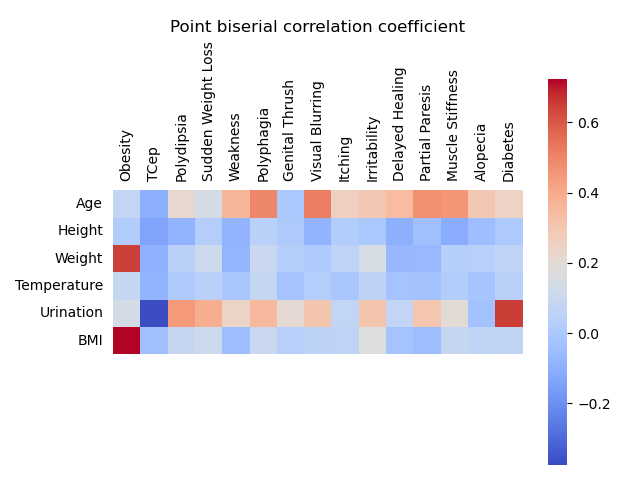 Point biserial correlation coefficient
Obesity
TCep
Polydipsia
Sudden Weight Loss
Weakness
Polyphagia
Genital Thrush
Visual Blurring
Itching
Irritability
Delayed Healing
Partial Paresis
Muscle Stiffness
Alopecia
Diabetes
Age
Height
Weight
Temperature
Urination
BMI
0.6
0.4
0.2
0.0
−0.2